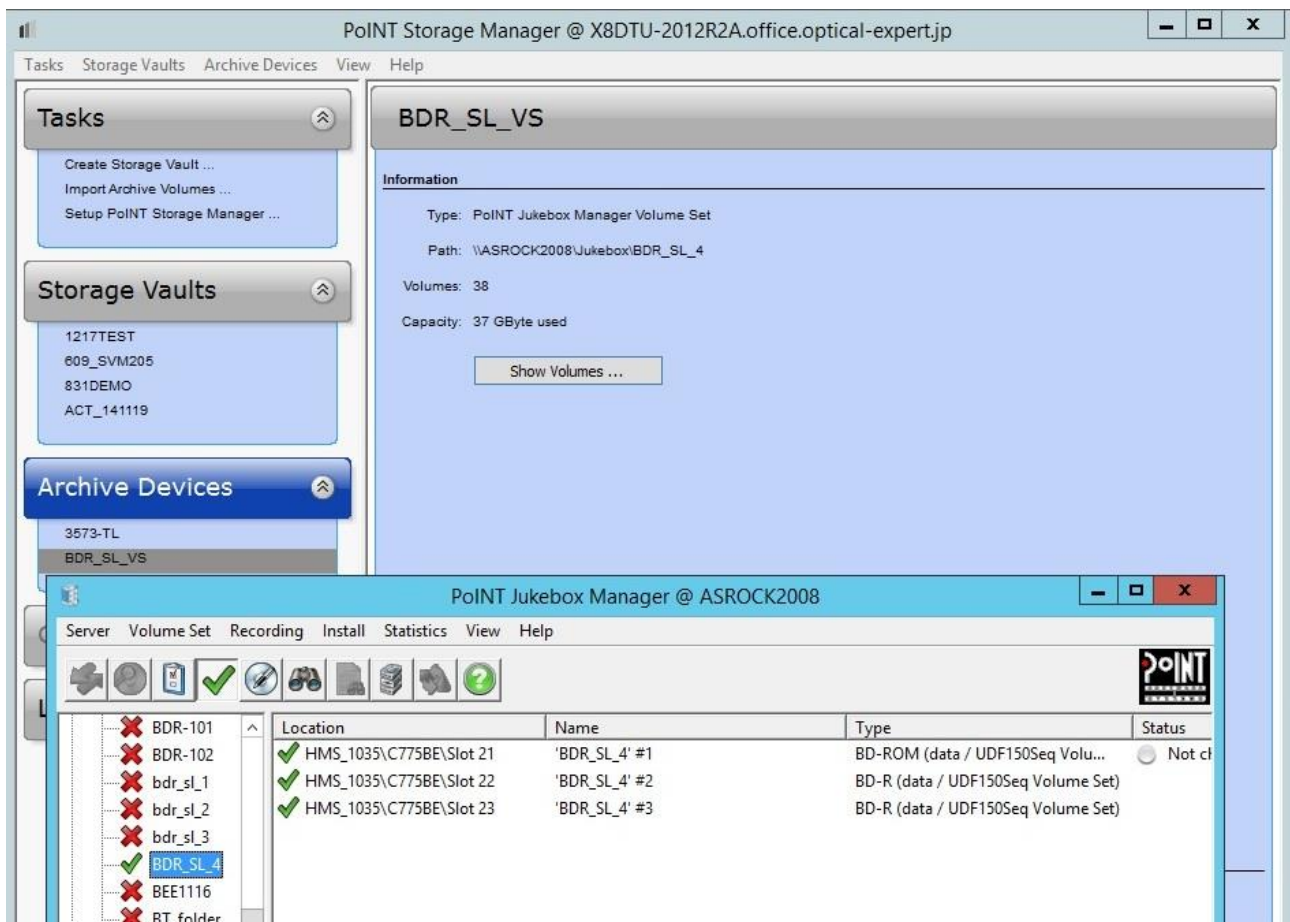 PoINT Storage Manager @ X8DTU-2012R2A.office.optical-expert.jp
Tasks Storage Vaults Archive Devices View Help
Tasks
Create Storage Vault ...
Import Archive Volumes ...
Setup PoINT Storage Manager ...
Storage Vaults
1217TEST
609_SVM205
831DEMO
ACT_141119
Archive Devices
3573-TL
BDR_SL_VS
BDR_SL_VS
Information
Type: PoINT Jukebox Manager Volume Set
Path: \\ASROCK2008\Jukebox\BDR_SL_4
Volumes: 38
Capacity: 37 GByte used
Show Volumes ...
PoINT Jukebox Manager @ ASROCK2008
Server Volume Set Recording Install Statistics View Help
PoINT
BDR-101
BDR-102
bdr_sl_1
bdr_sl_2
bdr_sl_3
BDR_SL_4
BEE1116
BT_folder
Location Name Type Status
HMS_1035\C775BE\Slot 21 'BDR_SL_4' #1 BD-ROM (data / UDF150Seq Volu... Not ch
HMS_1035\C775BE\Slot 22 'BDR_SL_4' #2 BD-R (data / UDF150Seq Volume Set)
HMS_1035\C775BE\Slot 23 'BDR_SL_4' #3 BD-R (data / UDF150Seq Volume Set)